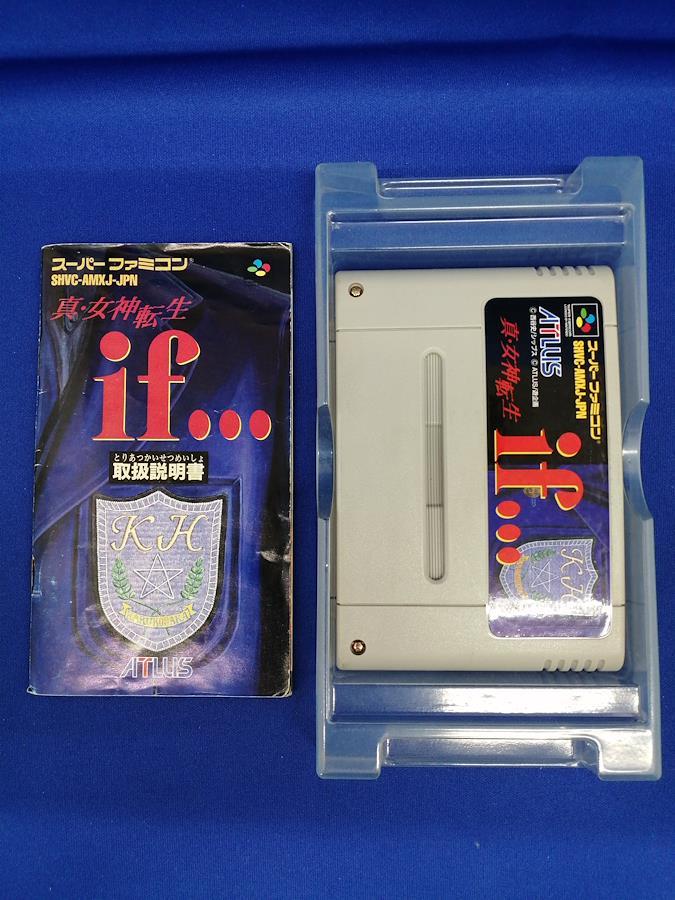 スーパーファミコン®
SHVC-AMXJ-JPN
真・女神転生
if...
とりあつかいせつめいしょ
取扱説明書
KH
ATLUS
スーパーファミコン
SHVC-AMXJ-JPN
ATLUS
真・女神転生
if...